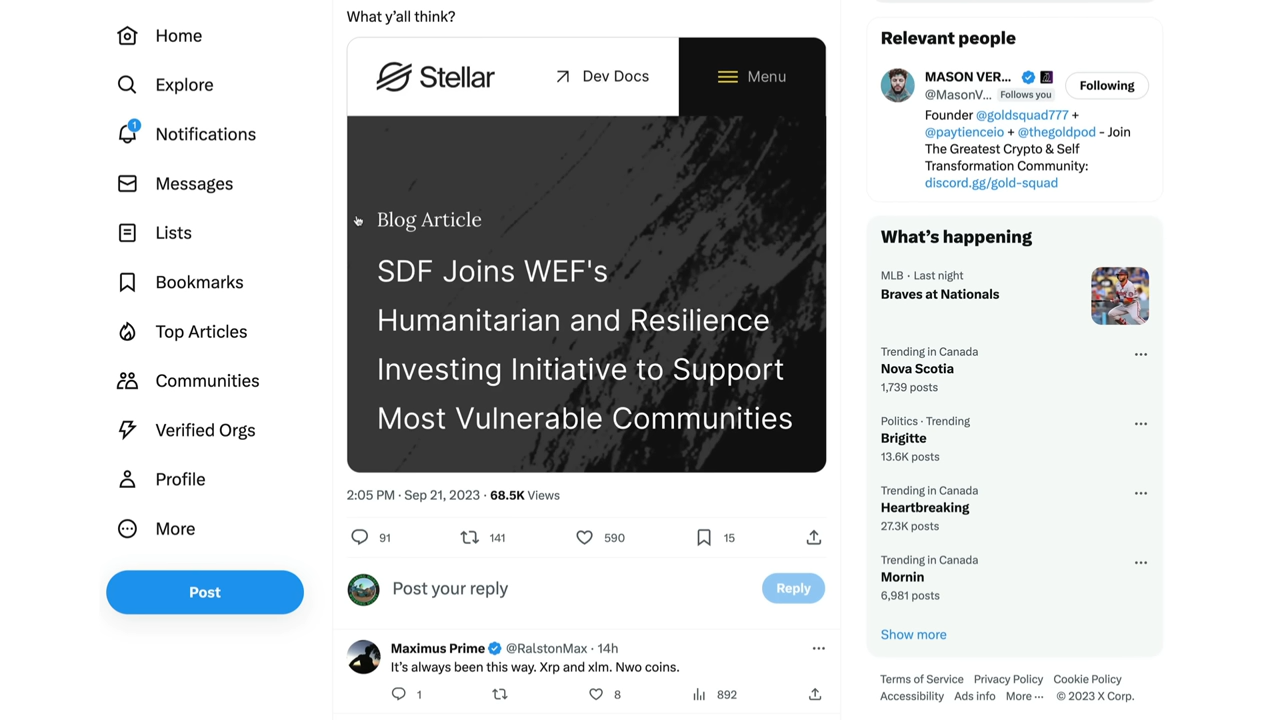 Home
Explore
1
Notifications
Messages
Lists
Bookmarks
Top Articles
Communities
Verified Orgs
Profile
More
Post
What y’all think?
Stellar
Dev Docs
Menu
Blog Article
SDF Joins WEF's
Humanitarian and Resilience
Investing Initiative to Support
Most Vulnerable Communities
2:05 PM · Sep 21, 2023 · 68.5K Views
91
141
590
15
Post your reply
Reply
Maximus Prime @RalstonMax · 14h
It’s always been this way. Xrp and xlm. Nwo coins.
1
8
892
Relevant people
MASON VER...
@MasonV... Follows you
Following
Founder @goldsquad777 +
@paytienceio + @thegoldpod - Join
The Greatest Crypto & Self
Transformation Community:
discord.gg/gold-squad
What’s happening
MLB · Last night
Braves at Nationals
Trending in Canada
Nova Scotia
1,739 posts
Politics · Trending
Brigitte
13.6K posts
Trending in Canada
Heartbreaking
27.3K posts
Trending in Canada
Mornin
6,981 posts
Show more
Terms of Service Privacy Policy Cookie Policy
Accessibility Ads info More ··· © 2023 X Corp.